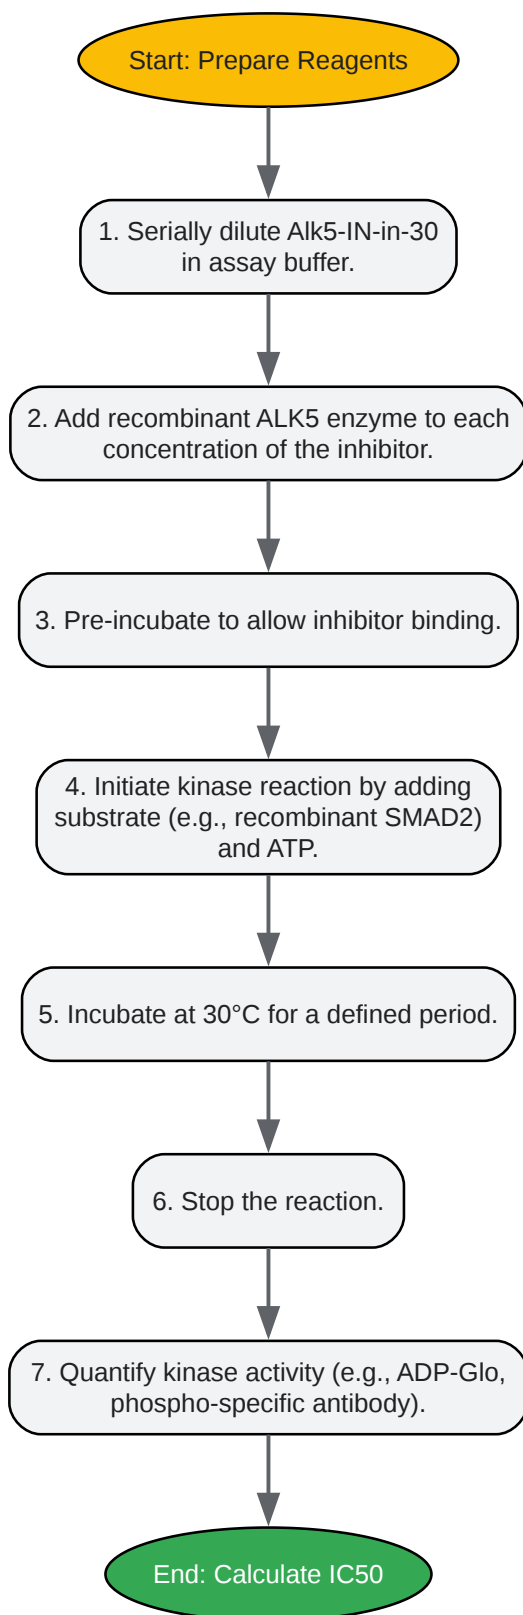 Start: Prepare Reagents
1. Serially dilute Alk5-IN-in-30
in assay buffer.
2. Add recombinant ALK5 enzyme to each
concentration of the inhibitor.
3. Pre-incubate to allow inhibitor binding.
4. Initiate kinase reaction by adding
substrate (e.g., recombinant SMAD2)
and ATP.
5. Incubate at 30°C for a defined period.
6. Stop the reaction.
7. Quantify kinase activity (e.g., ADP-Glo,
phospho-specific antibody).
End: Calculate IC50